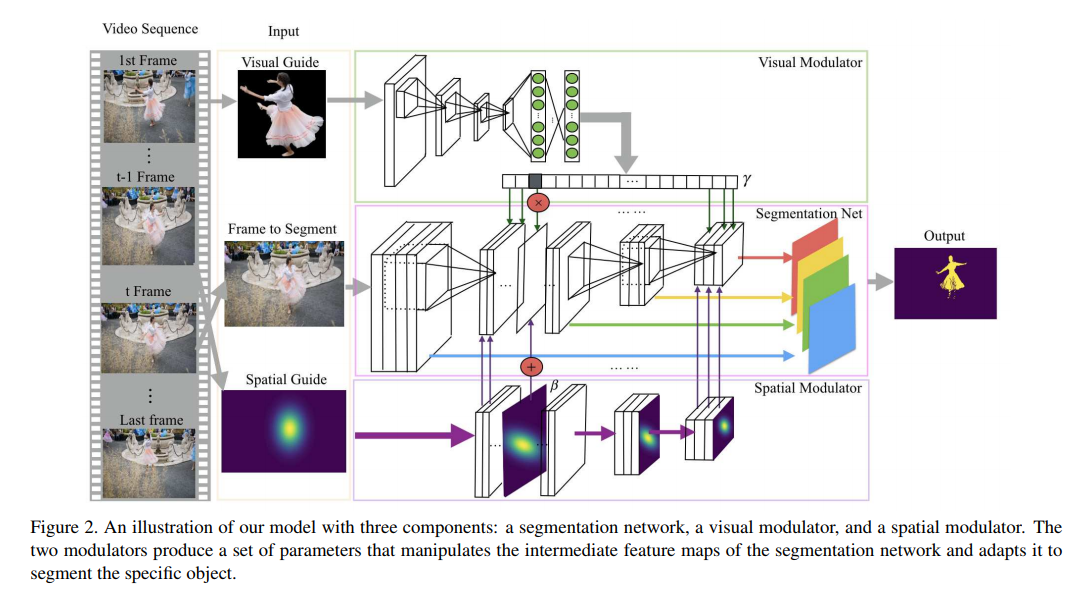 Video Sequence
Input
1st Frame
Visual Guide
Visual Modulator
t-1 Frame
γ
×
...
... ...
Segmentation Net
Frame to Segment
Output
t Frame
Spatial Guide
+
β
... ...
Spatial Modulator
Last frame
Figure 2. An illustration of our model with three components: a segmentation network, a visual modulator, and a spatial modulator. The
two modulators produce a set of parameters that manipulates the intermediate feature maps of the segmentation network and adapts it to
segment the specific object.